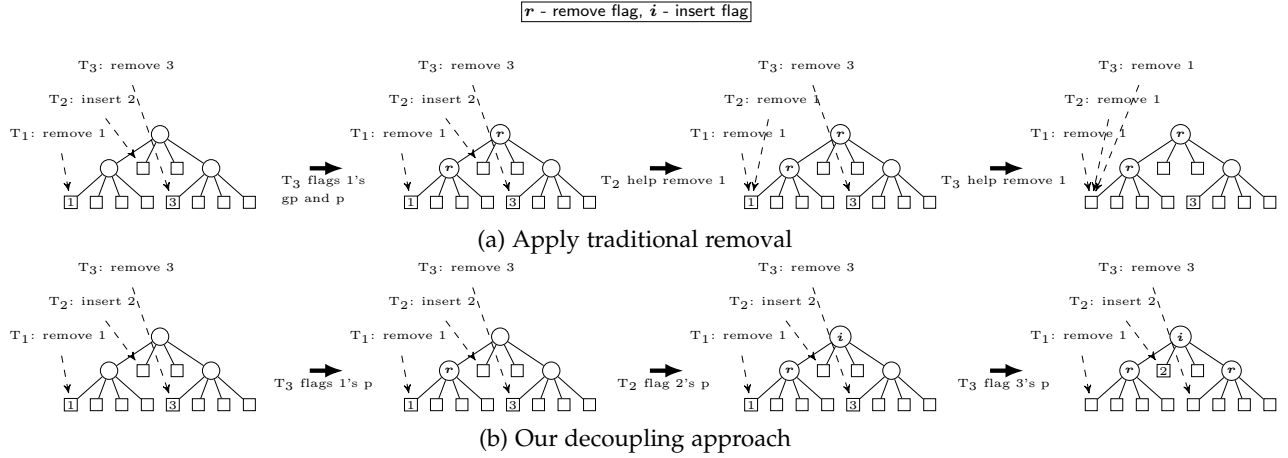 r - remove flag, i - insert flag
T3: remove 3 T3: remove 3 T3: remove 3 T3: remove 1
T2: insert 2 T2: insert 2 T2: remove 1 T2: remove 1
T1: remove 1 T1: remove 1 T1: remove 1 T1: remove 1
r r r
r r r
T3 flags 1's T2 help remove 1 T3 help remove 1
gp and p
1 3 1 3 1 3 3
(a) Apply traditional removal
T3: remove 3 T3: remove 3 T3: remove 3 T3: remove 3
T2: insert 2 T2: insert 2 T2: insert 2 T2: insert 2
T1: remove 1 T1: remove 1 T1: remove 1 T1: remove 1
i i
r r r 2 r
T3 flags 1's p T2 flag 2's p T3 flag 3's p
1 3 1 3 1 3
(b) Our decoupling approach